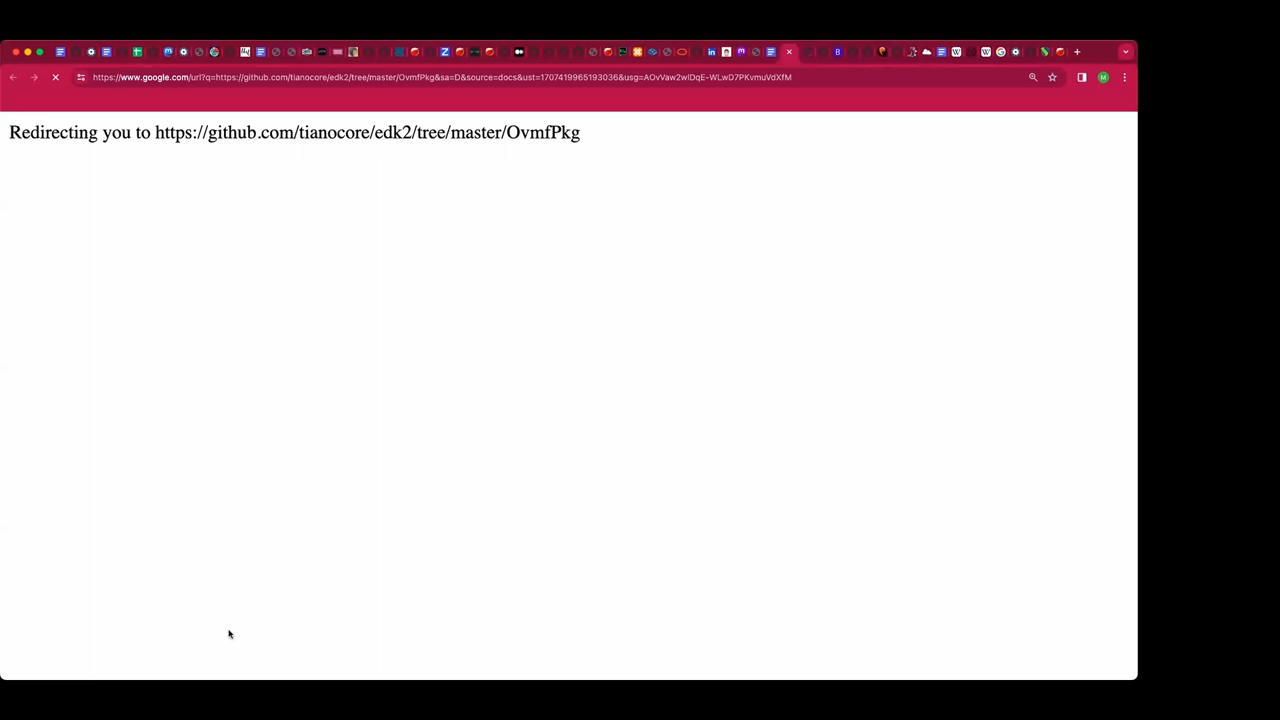 https://www.google.com/url?q=https://github.com/tianocore/edk2/tree/master/OvmfPkg&sa=D&source=docs&ust=1707419965193036&usg=AOvVaw2wlDqE-WLwD7PKvmuVdXfM
Redirecting you to https://github.com/tianocore/edk2/tree/master/OvmfPkg